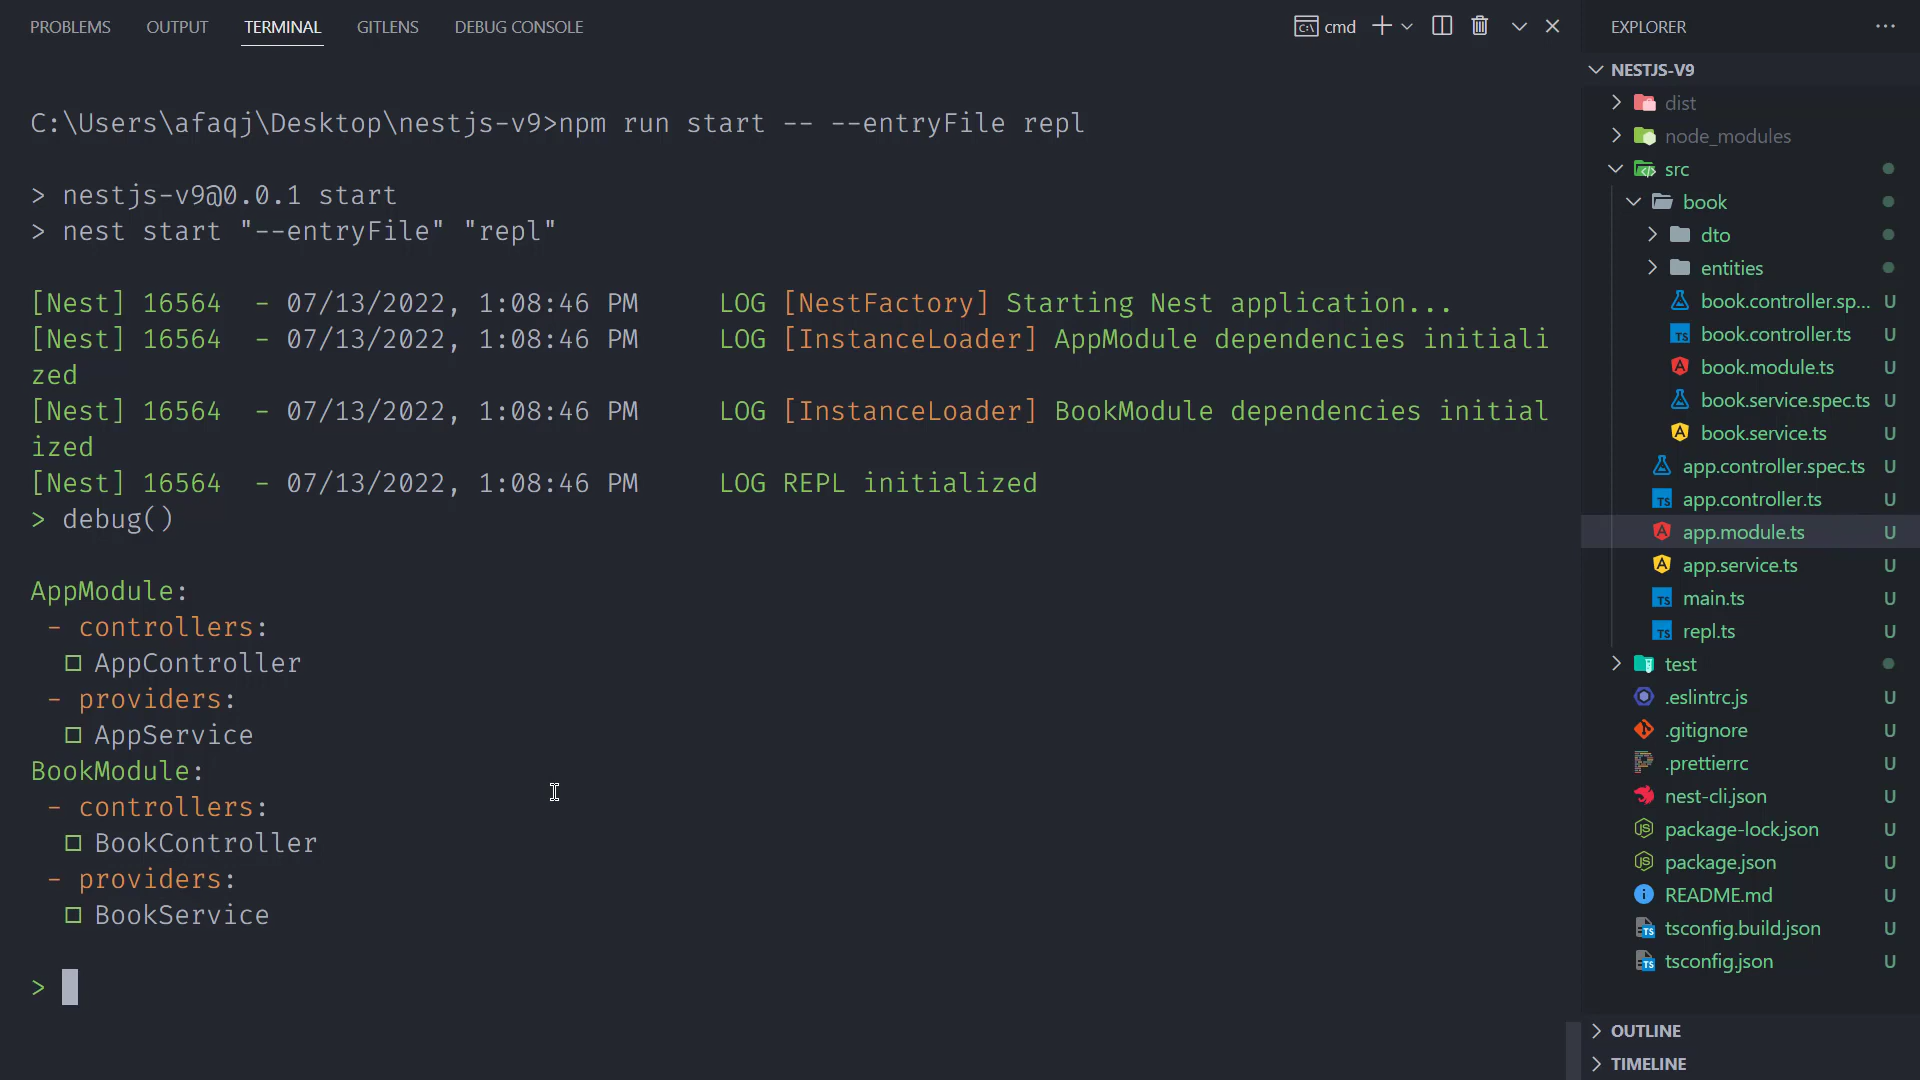 PROBLEMS OUTPUT TERMINAL GITLENS DEBUG CONSOLE
cmd
C:\Users\afaqj\Desktop\nestjs-v9>npm run start -- --entryFile repl
> nestjs-v9@0.0.1 start
> nest start "--entryFile" "repl"
[Nest] 16564  - 07/13/2022, 1:08:46 PM     LOG [NestFactory] Starting Nest application...
[Nest] 16564  - 07/13/2022, 1:08:46 PM     LOG [InstanceLoader] AppModule dependencies initiali
zed
[Nest] 16564  - 07/13/2022, 1:08:46 PM     LOG [InstanceLoader] BookModule dependencies initial
ized
[Nest] 16564  - 07/13/2022, 1:08:46 PM     LOG REPL initialized
> debug()
AppModule:
- controllers:
□ AppController
- providers:
□ AppService
BookModule:
- controllers:
□ BookController
- providers:
□ BookService
>
EXPLORER
NESTJS-V9
dist
node_modules
src
book
dto
entities
book.controller.sp... U
book.controller.ts U
book.module.ts U
book.service.spec.ts U
book.service.ts U
app.controller.spec.ts U
app.controller.ts U
app.module.ts U
app.service.ts U
main.ts U
repl.ts U
test
.eslintrc.js U
.gitignore U
.prettierrc U
nest-cli.json U
package-lock.json U
package.json U
README.md U
tsconfig.build.json U
tsconfig.json U
OUTLINE
TIMELINE